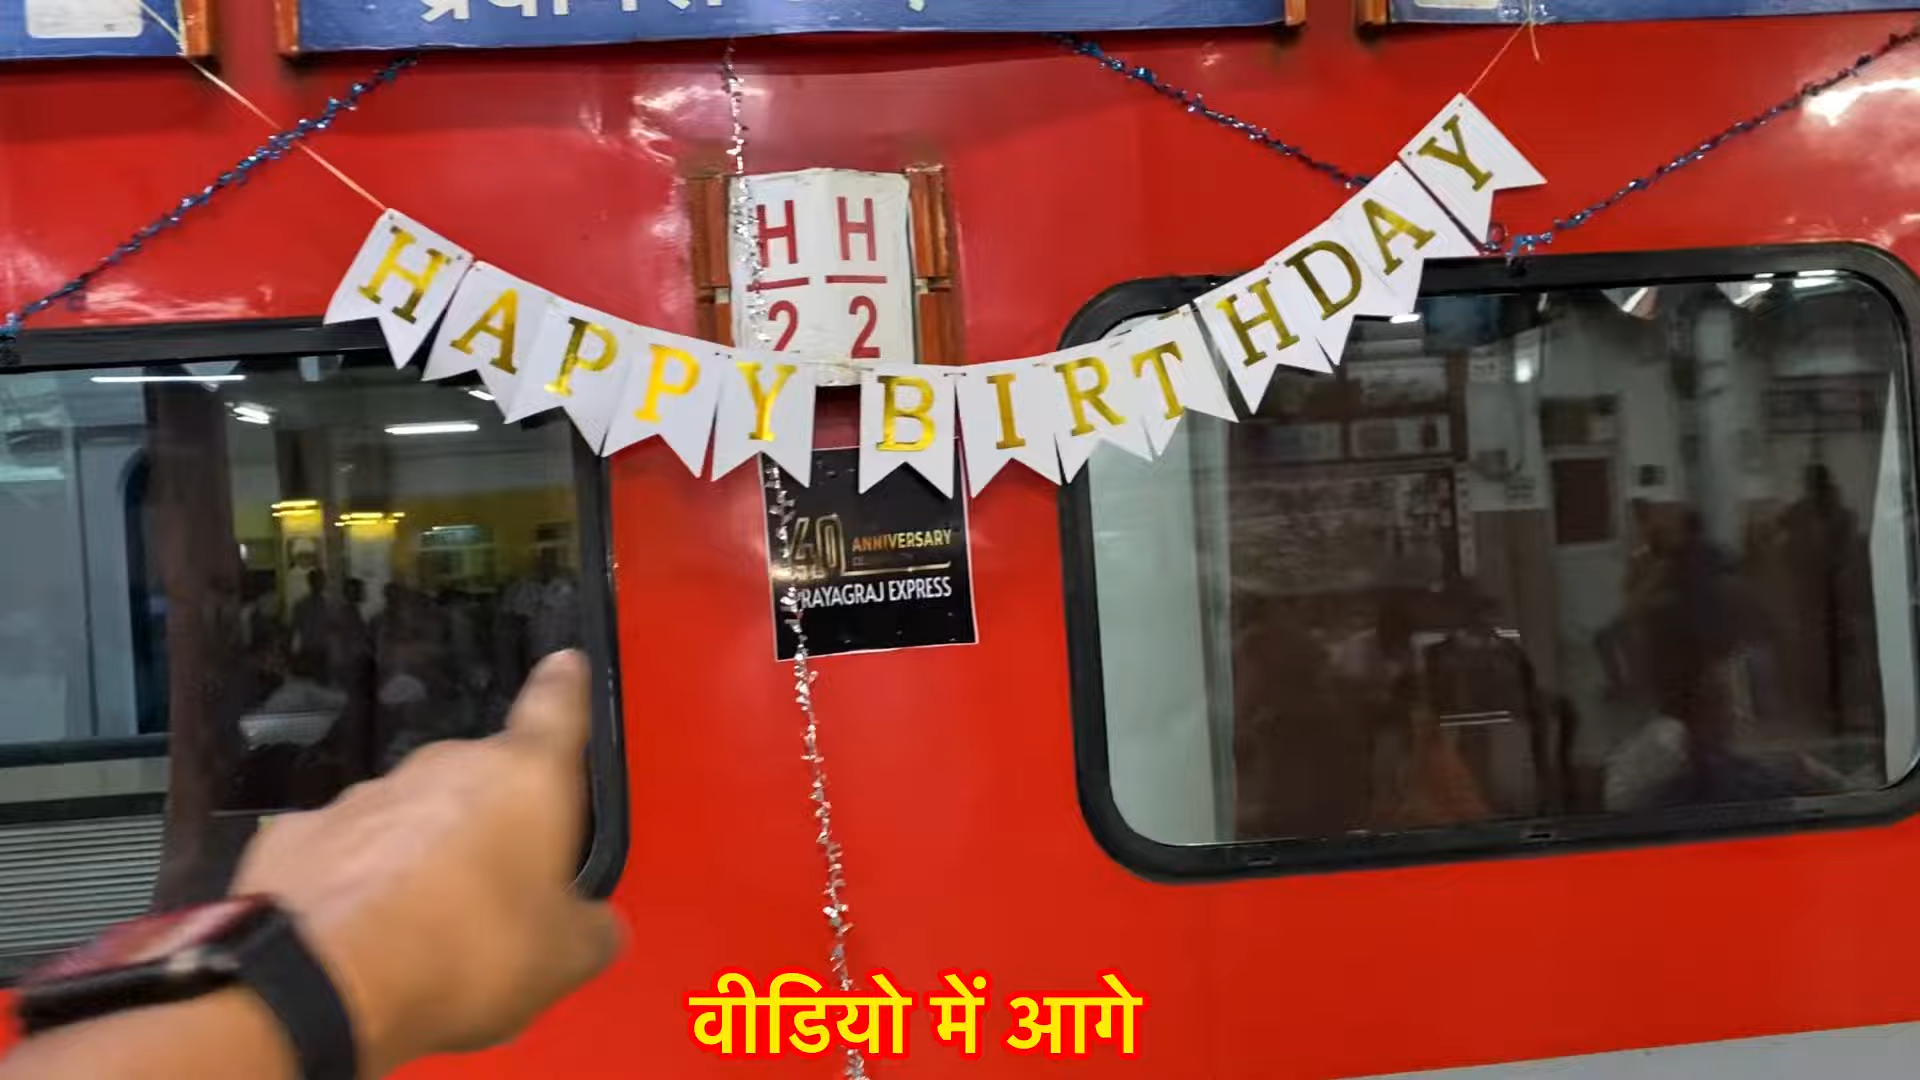 H H
2 2
HAPPY BIRTHDAY
40 ANNIVERSARY
PRAYAGRAJ EXPRESS
वीडियो में आगे